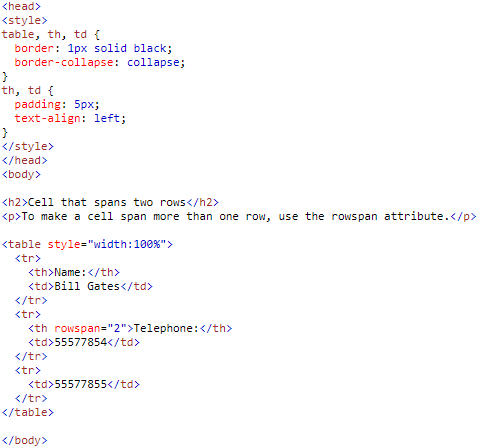 <head>
<style>
table, th, td {
  border: 1px solid black;
  border-collapse: collapse;
}
th, td {
  padding: 5px;
  text-align: left;
}
</style>
</head>
<body>

<h2>Cell that spans two rows</h2>
<p>To make a cell span more than one row, use the rowspan attribute.</p>

<table style="width:100%">
  <tr>
    <th>Name:</th>
    <td>Bill Gates</td>
  </tr>
  <tr>
    <th rowspan="2">Telephone:</th>
    <td>55577854</td>
  </tr>
  <tr>
    <td>55577855</td>
  </tr>
</table>

</body>